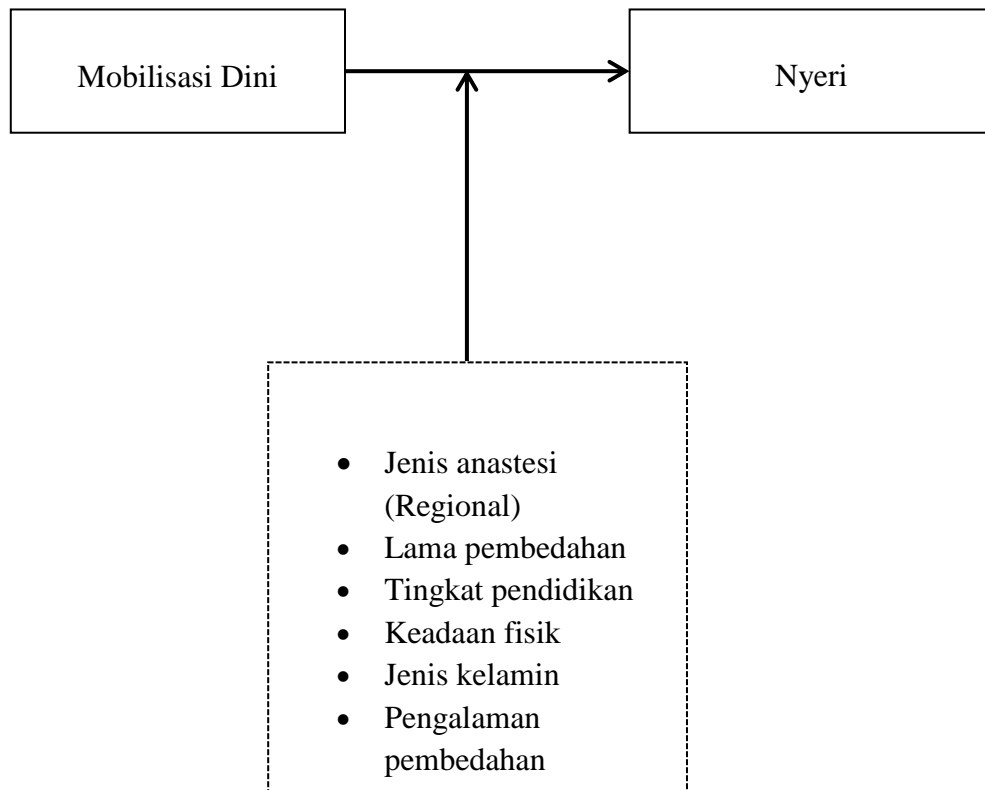 Mobilisasi Dini
Nyeri
• Jenis anastesi
(Regional)
• Lama pembedahan
• Tingkat pendidikan
• Keadaan fisik
• Jenis kelamin
• Pengalaman
pembedahan